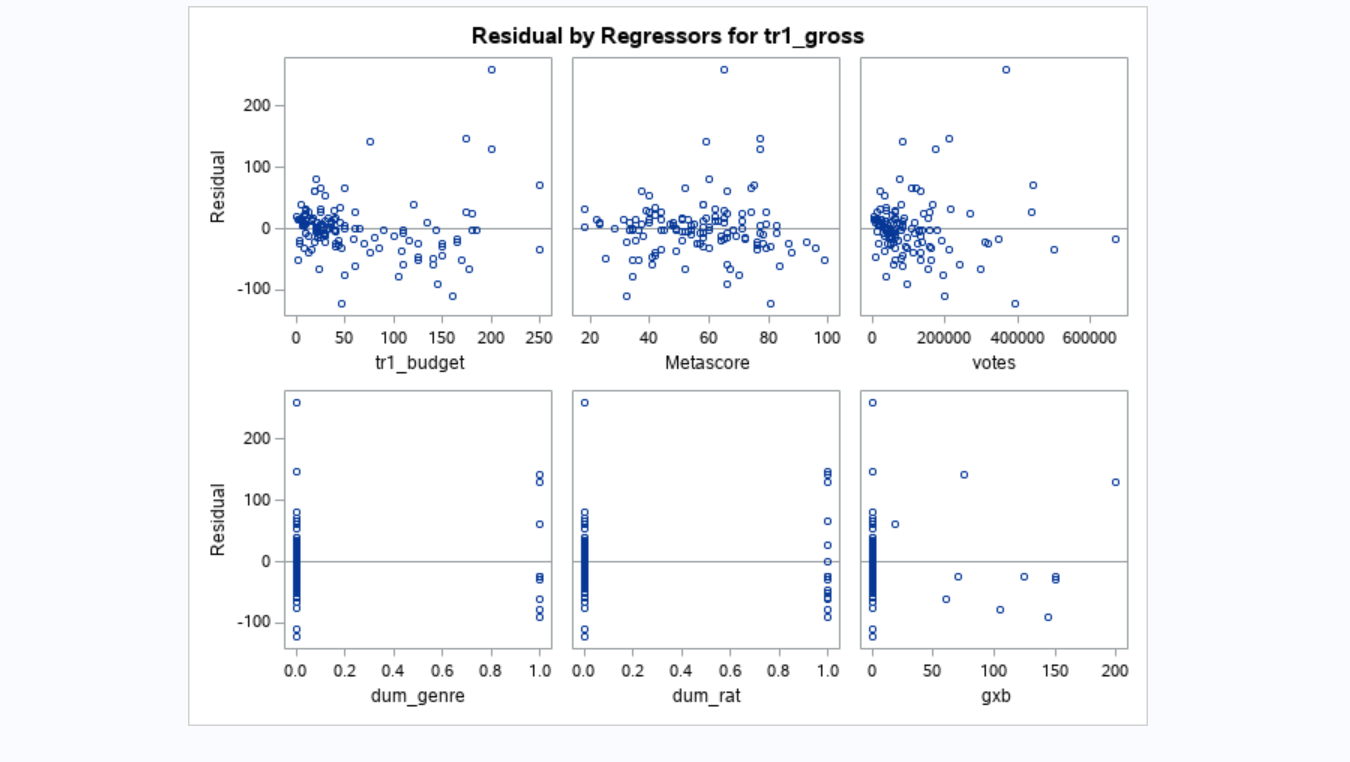 Residual by Regressors for tr1_gross
Residual
200
100
0
-100
0 50 100 150 200 250
tr1_budget
20 40 60 80 100
Metascore
0 200000 400000 600000
votes
Residual
200
100
0
-100
0.0 0.2 0.4 0.6 0.8 1.0
dum_genre
0.0 0.2 0.4 0.6 0.8 1.0
dum_rat
0 50 100 150 200
gxb